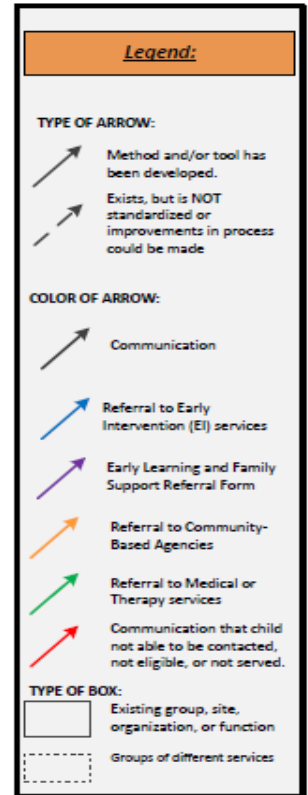 Legend:
TYPE OF ARROW:
Method and/or tool has
been developed.
Exists, but is NOT
standardized or
improvements in process
could be made
COLOR OF ARROW:
Communication
Referral to Early
Intervention (EI) services
Early Learning and Family
Support Referral Form
Referral to Community-
Based Agencies
Referral to Medical or
Therapy services
Communication that child
not able to be contacted,
not eligible, or not served.
TYPE OF BOX:
Existing group, site,
organization, or function
Groups of different services